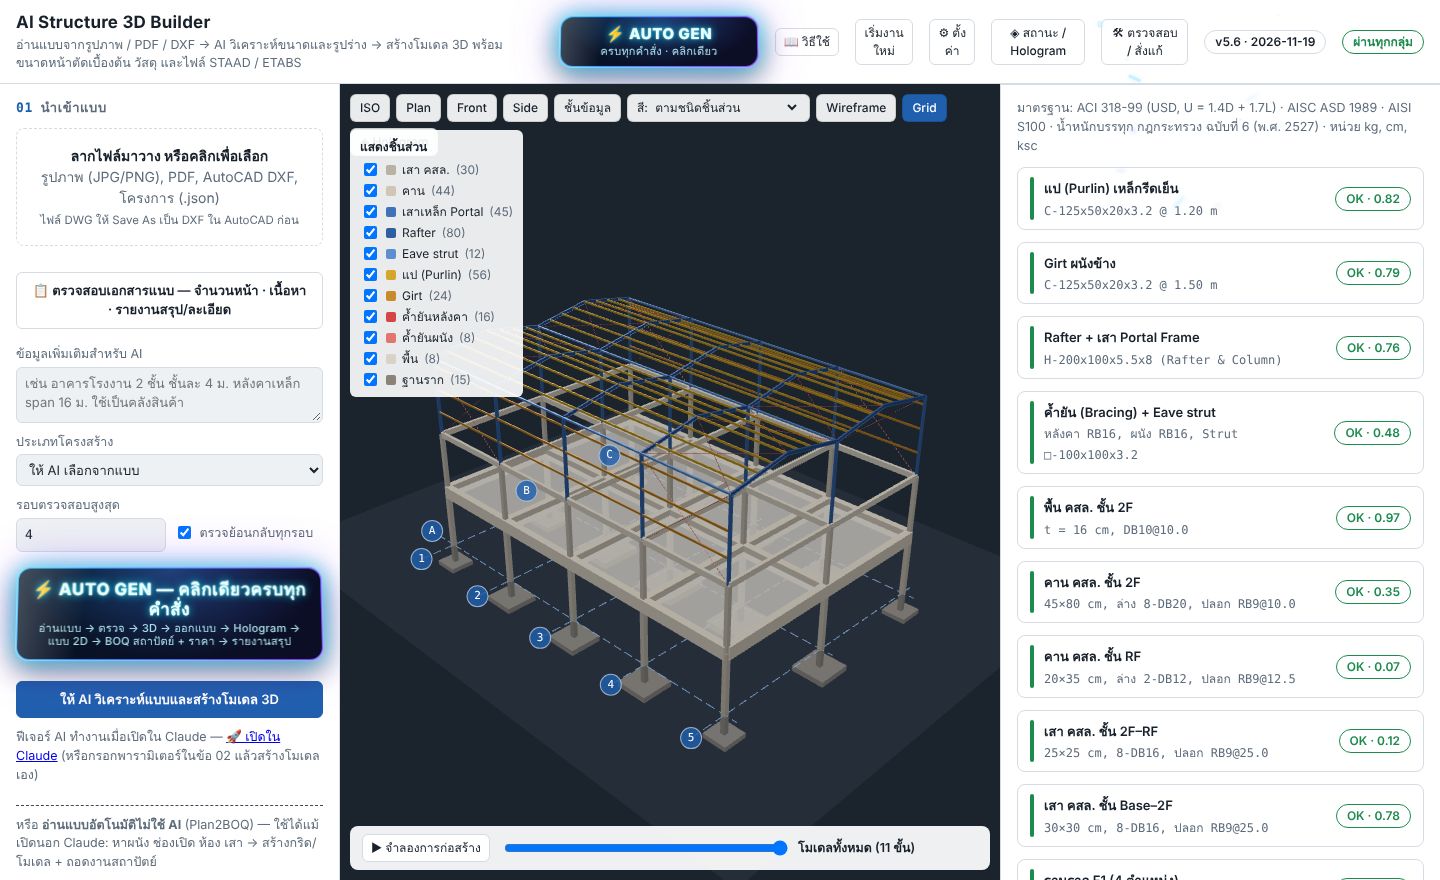 AI Structure 3D Builder
อ่านแบบจากรูปภาพ / PDF / DXF → AI วิเคราะห์ขนาดและรูปร่าง → สร้างโมเดล 3D พร้อม
ขนาดหน้าตัดเบื้องต้น วัสดุ และไฟล์ STAAD / ETABS
⚡ AUTO GEN
ครบทุกคำสั่ง · คลิกเดียว
📖 วิธีใช้
เริ่มงาน
ใหม่
⚙ ตั้ง
ค่า
◈ สถานะ /
Hologram
🛠 ตรวจสอบ
/ สั่งแก้
v5.6 · 2026-11-19
ผ่านทุกกลุ่ม
01 นำเข้าแบบ
ลากไฟล์มาวาง หรือคลิกเพื่อเลือก
รูปภาพ (JPG/PNG), PDF, AutoCAD DXF,
โครงการ (.json)
ไฟล์ DWG ให้ Save As เป็น DXF ใน AutoCAD ก่อน
📋 ตรวจสอบเอกสารแนบ — จำนวนหน้า · เนื้อหา
· รายงานสรุป/ละเอียด
ข้อมูลเพิ่มเติมสำหรับ AI
เช่น อาคารโรงงาน 2 ชั้น ชั้นละ 4 ม. หลังคาเหล็ก
span 16 ม. ใช้เป็นคลังสินค้า
ประเภทโครงสร้าง
ให้ AI เลือกจากแบบ
รอบตรวจสอบสูงสุด
4
ตรวจย้อนกลับทุกรอบ
⚡ AUTO GEN — คลิกเดียวครบทุก
คำสั่ง
อ่านแบบ → ตรวจ → 3D → ออกแบบ → Hologram →
แบบ 2D → BOQ สถาปัตย์ + ราคา → รายงานสรุป
ให้ AI วิเคราะห์แบบและสร้างโมเดล 3D
ฟีเจอร์ AI ทำงานเมื่อเปิดใน Claude — 🚀 เปิดใน
Claude (หรือกรอกพารามิเตอร์ในข้อ 02 แล้วสร้างโมเดล
เอง)
หรือ อ่านแบบอัตโนมัติไม่ใช้ AI (Plan2BOQ) — ใช้ได้แม้
เปิดนอก Claude: หาผนัง ช่องเปิด ห้อง เสา → สร้างกริด/
โมเดล + ถอดงานสถาปัตย์
ISO
Plan
Front
Side
ชั้นข้อมูล
สี: ตามชนิดชิ้นส่วน
Wireframe
Grid
แสดงชิ้นส่วน
เสา คสล. (30)
คาน (44)
เสาเหล็ก Portal (45)
Rafter (80)
Eave strut (12)
แป (Purlin) (56)
Girt (24)
ค้ำยันหลังคา (16)
ค้ำยันผนัง (8)
พื้น (8)
ฐานราก (15)
C
B
A
1
2
3
4
5
▶ จำลองการก่อสร้าง
โมเดลทั้งหมด (11 ขั้น)
มาตรฐาน: ACI 318-99 (USD, U = 1.4D + 1.7L) · AISC ASD 1989 · AISI
S100 · น้ำหนักบรรทุก กฎกระทรวง ฉบับที่ 6 (พ.ศ. 2527) · หน่วย kg, cm,
ksc
แป (Purlin) เหล็กรีดเย็น
C-125x50x20x3.2 @ 1.20 m
OK · 0.82
Girt ผนังข้าง
C-125x50x20x3.2 @ 1.50 m
OK · 0.79
Rafter + เสา Portal Frame
H-200x100x5.5x8 (Rafter & Column)
OK · 0.76
ค้ำยัน (Bracing) + Eave strut
หลังคา RB16, ผนัง RB16, Strut
□-100x100x3.2
OK · 0.48
พื้น คสล. ชั้น 2F
t = 16 cm, DB10@10.0
OK · 0.97
คาน คสล. ชั้น 2F
45×80 cm, ล่าง 8-DB20, ปลอก RB9@10.0
OK · 0.35
คาน คสล. ชั้น RF
20×35 cm, ล่าง 2-DB12, ปลอก RB9@12.5
OK · 0.07
เสา คสล. ชั้น 2F–RF
25×25 cm, 8-DB16, ปลอก RB9@25.0
OK · 0.12
เสา คสล. ชั้น Base–2F
30×30 cm, 8-DB16, ปลอก RB9@25.0
OK · 0.78
ฐานราก F1 (4 ตำแหน่ง)